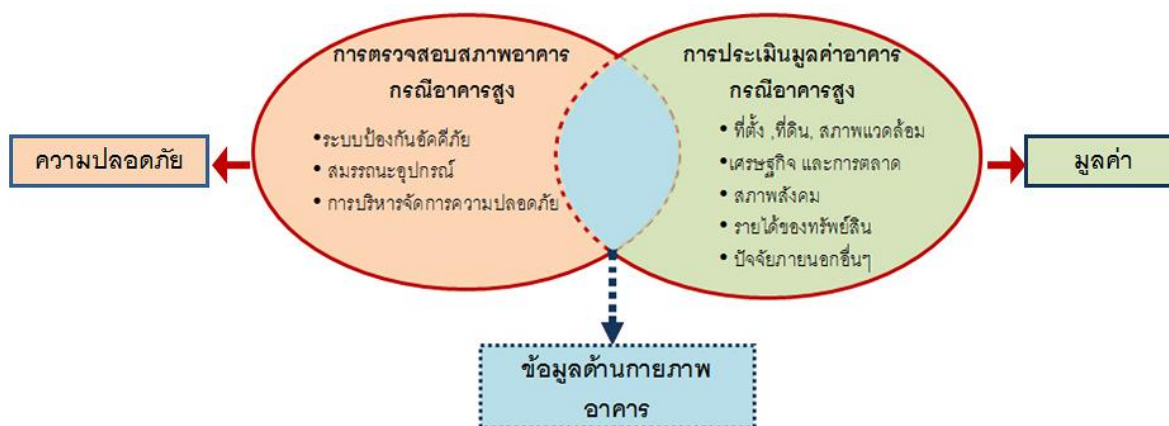 การตรวจสอบสภาพอาคาร
กรณีอาคารสูง
•ระบบป้องกันอัคคีภัย
• สมรรถนะอุปกรณ์
• การบริหารจัดการความปลอดภัย
การประเมินมูลค่าอาคาร
กรณีอาคารสูง
• ที่ตั้ง ,ที่ดิน, สภาพแวดล้อม
•เศรษฐกิจ และการตลาด
• สภาพสังคม
• รายได้ของทรัพย์สิน
• ปัจจัยภายนอกอื่นๆ
ความปลอดภัย
มูลค่า
ข้อมูลด้านกายภาพ
อาคาร